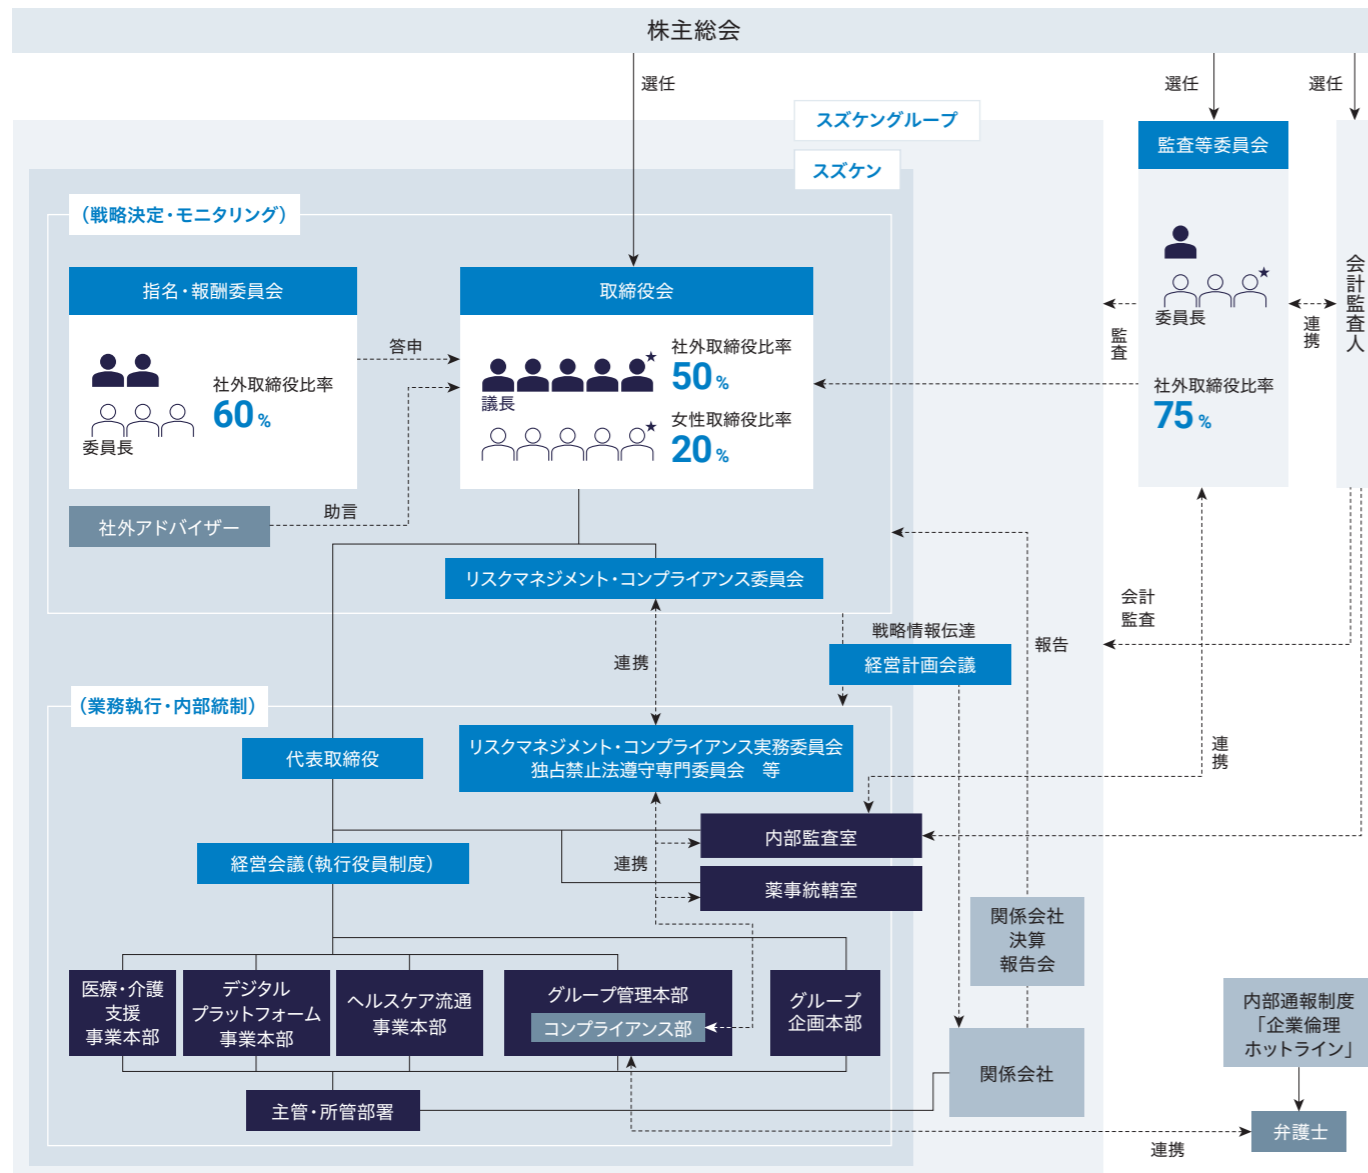 株主総会
選任
選任
選任
スズケングループ
スズケン
監査等委員会
委員長
社外取締役比率
75%
会計監査人
連携
監査
(戦略決定・モニタリング)
指名・報酬委員会
社外取締役比率
60%
委員長
答申
取締役会
社外取締役比率
50%
議長
女性取締役比率
20%
社外アドバイザー
助言
リスクマネジメント・コンプライアンス委員会
会計
監査
戦略情報伝達
経営計画会議
報告
連携
(業務執行・内部統制)
代表取締役
リスクマネジメント・コンプライアンス実務委員会
独占禁止法遵守専門委員会 等
連携
内部監査室
経営会議(執行役員制度)
連携
薬事統轄室
関係会社
決算
報告会
医療・介護
支援
事業本部
デジタル
プラットフォーム
事業本部
ヘルスケア流通
事業本部
グループ管理本部
コンプライアンス部
グループ
企画本部
関係会社
内部通報制度
「企業倫理
ホットライン」
主管・所管部署
弁護士
連携